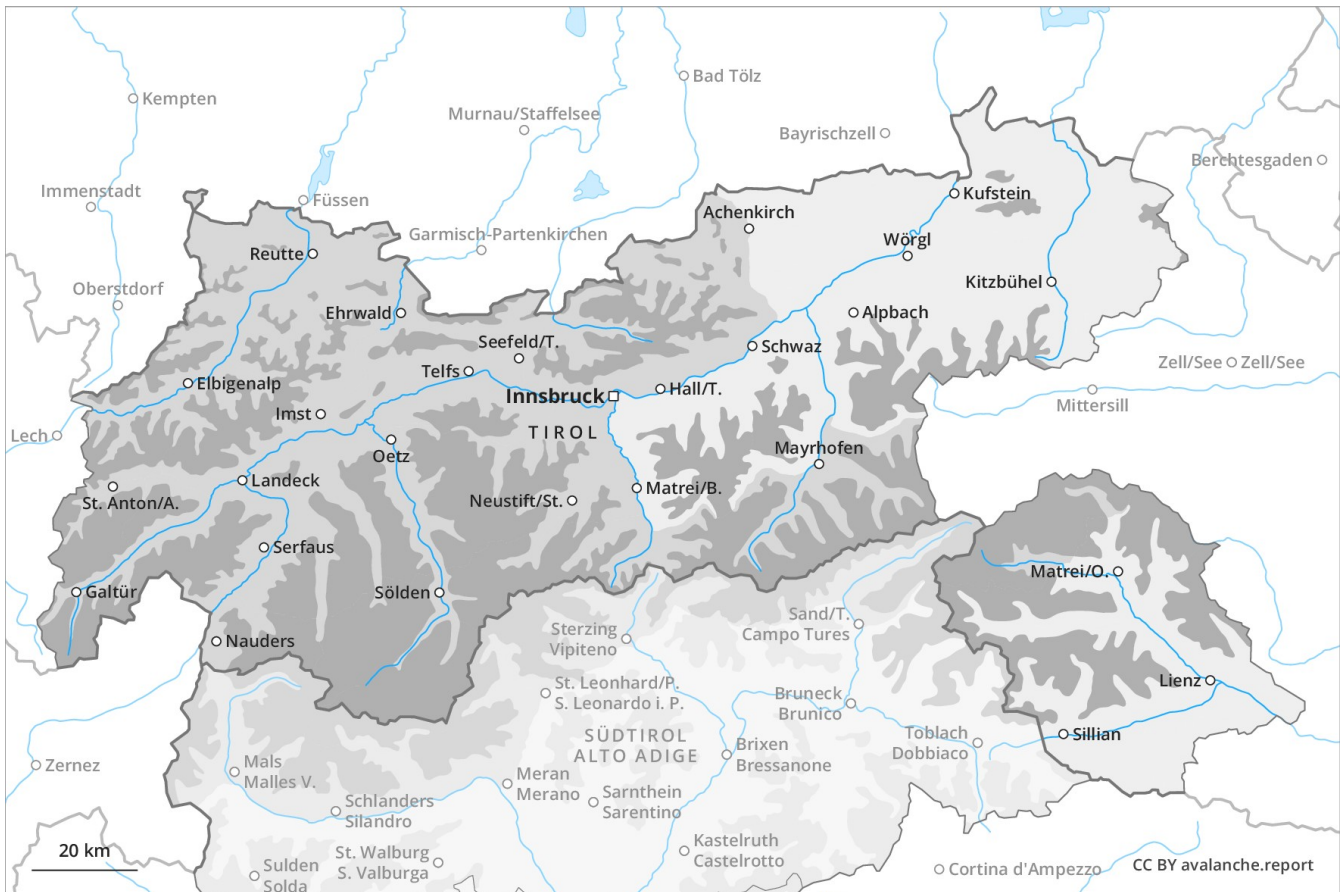 Kempten
Bad Tölz
Murnau/Staffelsee
Bayrischzell
Berchtesgaden
Immenstadt
Füssen
Kufstein
Achenkirch
Garmisch-Partenkirchen
Wörgl
Reutte
Oberstdorf
Kitzbühel
Ehrwald
Alpbach
Seefeld/T.
Schwaz
Zell/See
Zell/See
Telfs
Elbigenalp
Hall/T.
Innsbruck
Mittersill
Imst
Lech
TIROL
Oetz
Mayrhofen
Landeck
Matrei/B.
St. Anton/A.
Neustift/St.
Serfaus
Matrei/O.
Galtür
Sölden
Sand/T.
Campo Tures
Sterzing
Vipiteno
Nauders
Lienz
St. Leonhard/P.
S. Leonardo i. P.
Bruneck
Brunico
Sillian
Toblach
Dobbiaco
SÜDTIROL
ALTO ADIGE
Brixen
Bressanone
Zernez
Mals
Malles V.
Meran
Merano
Schlanders
Silandro
Sarnthein
Sarentino
Kastelruth
Castelrotto
20 km
St. Walburg
S. Valburga
Sulden
Solda
Cortina d'Ampezzo
CC BY avalanche.report